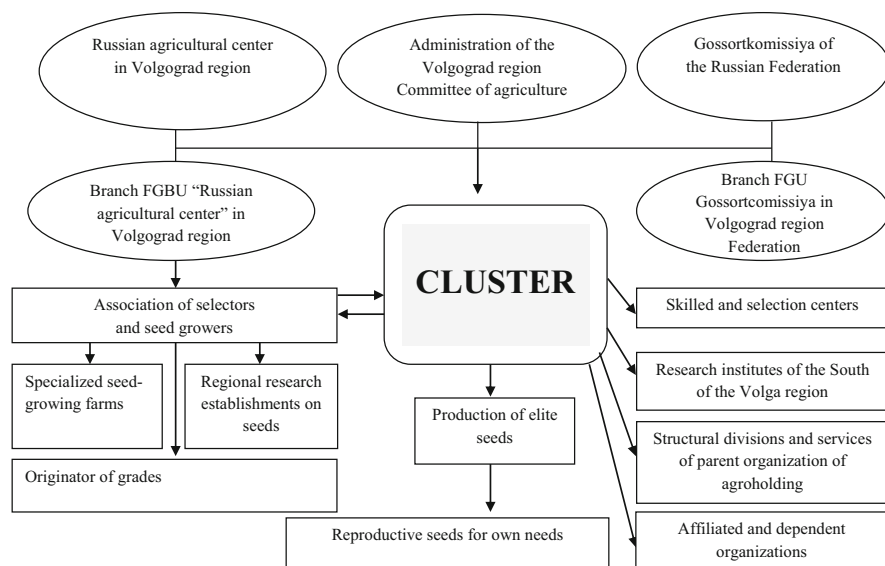 Russian agricultural center
in Volgograd region
Administration of the
Volgograd region
Committee of agriculture
Gossortkomissiya of
the Russian Federation
Branch FGBU “Russian
agricultural center” in
Volgograd region
Branch FGU
Gossortcomissiya in
Volgograd region
Federation
CLUSTER
Association of selectors
and seed growers
Specialized seed-
growing farms
Regional research
establishments on
seeds
Originator of grades
Production of elite
seeds
Reproductive seeds for own needs
Skilled and selection centers
Research institutes of the South
of the Volga region
Structural divisions and services
of parent organization of
agroholding
Affiliated and dependent
organizations